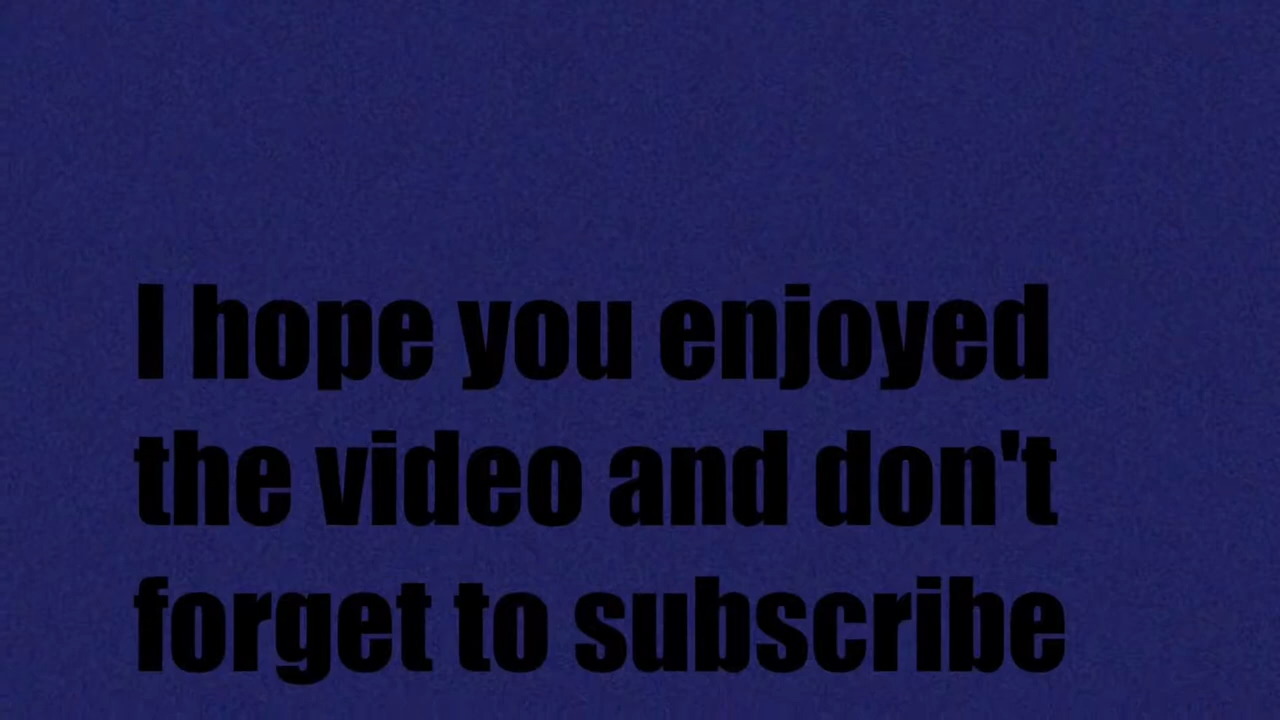 I hope you enjoyed
the video and don't
forget to subscribe